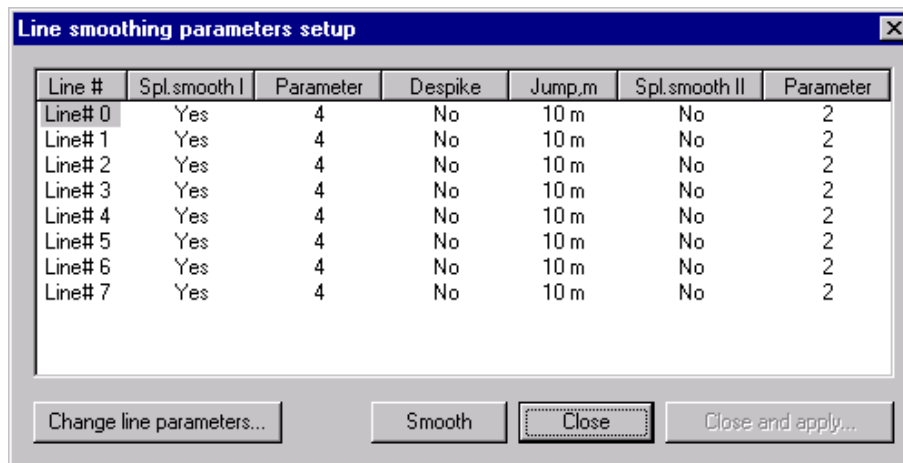 Line smoothing parameters setup
Line # Spl.smooth I Parameter Despike Jump,m Spl.smooth II Parameter
Line# 0 Yes 4 No 10 m No 2
Line# 1 Yes 4 No 10 m No 2
Line# 2 Yes 4 No 10 m No 2
Line# 3 Yes 4 No 10 m No 2
Line# 4 Yes 4 No 10 m No 2
Line# 5 Yes 4 No 10 m No 2
Line# 6 Yes 4 No 10 m No 2
Line# 7 Yes 4 No 10 m No 2
Change line parameters... Smooth Close Close and apply...